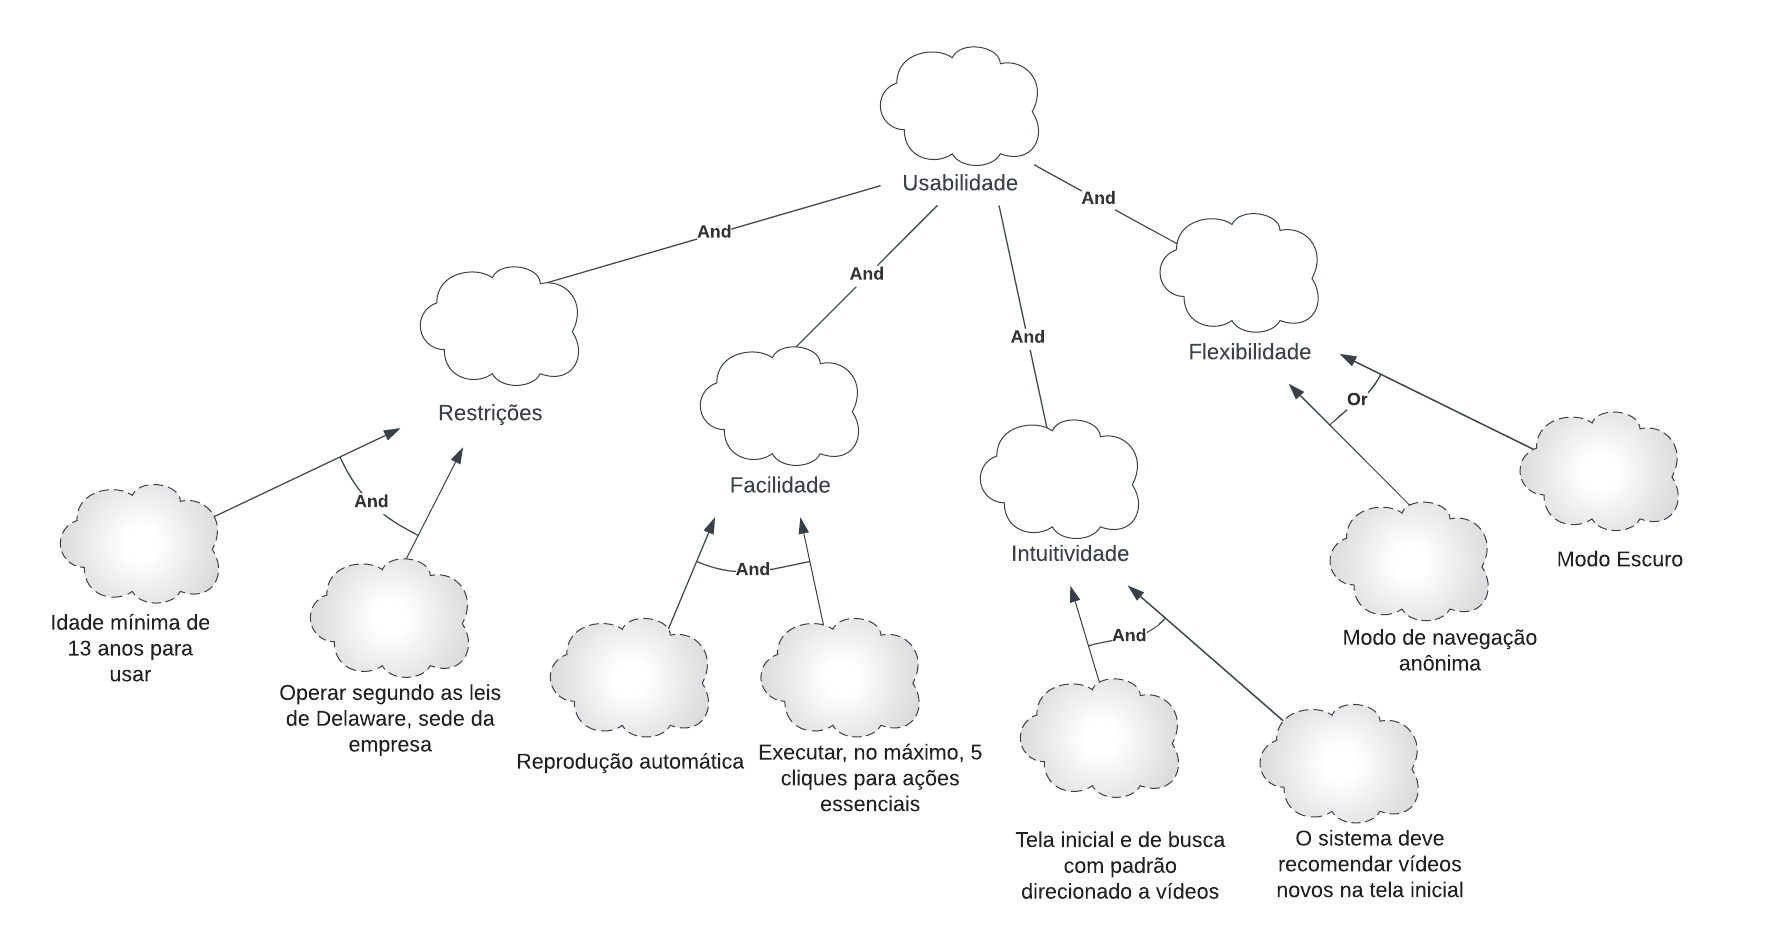 Usabilidade
And
And
And
And
Restrições
Facilidade
Intuitividade
Flexibilidade
And
And
And
Or
Idade mínima de
13 anos para
usar
Operar segundo as leis
de Delaware, sede da
empresa
Reprodução automática
Executar, no máximo, 5
cliques para ações
essenciais
Tela inicial e de busca
com padrão
direcionado a vídeos
O sistema deve
recomendar vídeos
novos na tela inicial
Modo de navegação
anônima
Modo Escuro